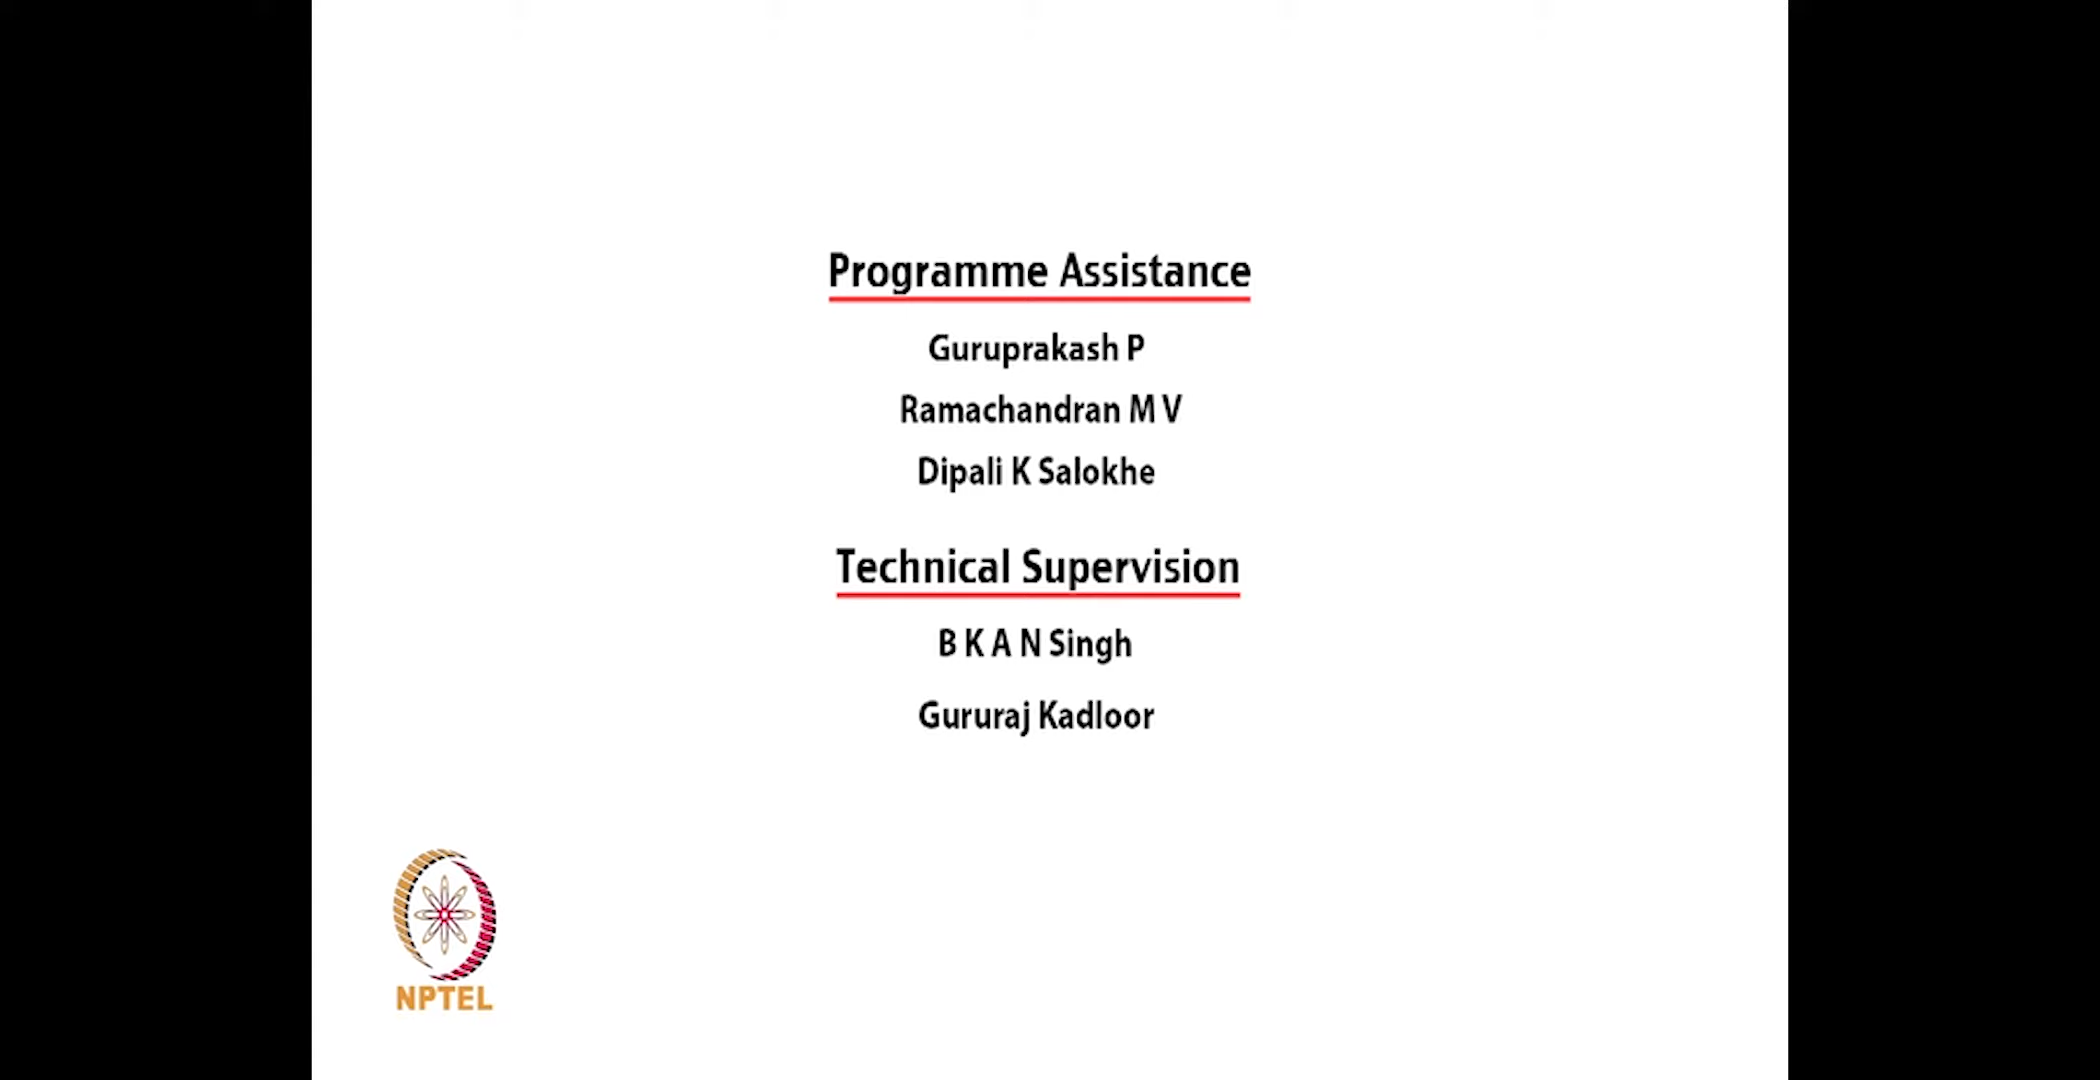 Programme Assistance
Guruprakash P
Ramachandran M V
Dipali K Salokhe
Technical Supervision
B K A N Singh
Gururaj Kadloor
NPTEL